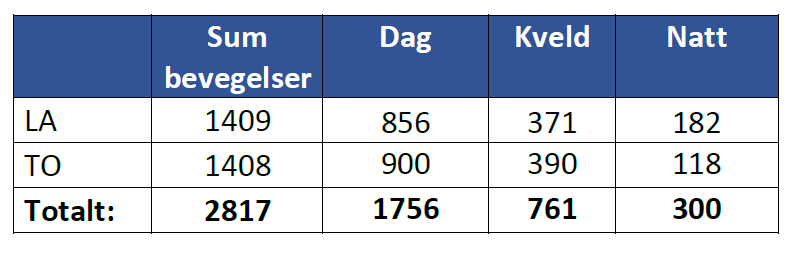 Sum bevegelser Dag Kveld Natt
LA 1409 856 371 182
TO 1408 900 390 118
Totalt: 2817 1756 761 300